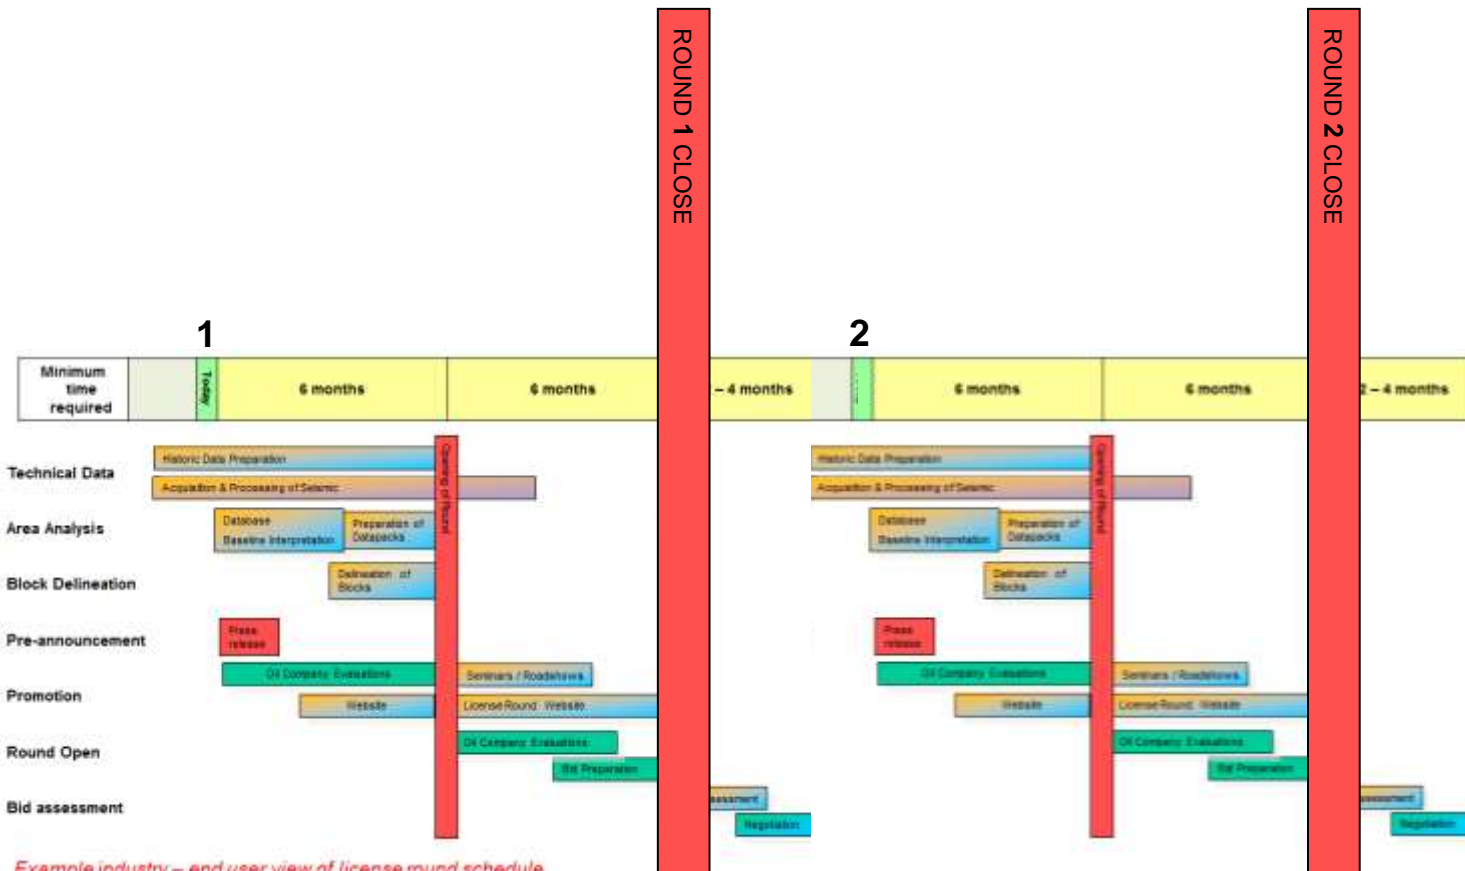 ROUND 1 CLOSE
ROUND 2 CLOSE
1
2
Minimum
time
required
Today
6 months
6 months
– 4 months
6 months
6 months
2 – 4 months
Technical Data
Historic Data Preparation
Acquisition & Processing of Seismic
Opening of Round
Historic Data Preparation
Acquisition & Processing of Seismic
Opening of Round
Area Analysis
Database
Baseline Interpretation
Preparation of
Datapacks
Database
Baseline Interpretation
Preparation of
Datapacks
Block Delineation
Delineation of
Blocks
Delineation of
Blocks
Pre-announcement
Press
release
Press
release
Promotion
Oil Company Evaluations
Seminars / Roadshows
Oil Company Evaluations
Seminars / Roadshows
Website
License Round Website
Website
License Round Website
Round Open
Oil Company Evaluations
Oil Company Evaluations
Bid Preparation
Bid Preparation
Bid assessment
Negotiation
Negotiation
Example industry – end user view of license round schedule